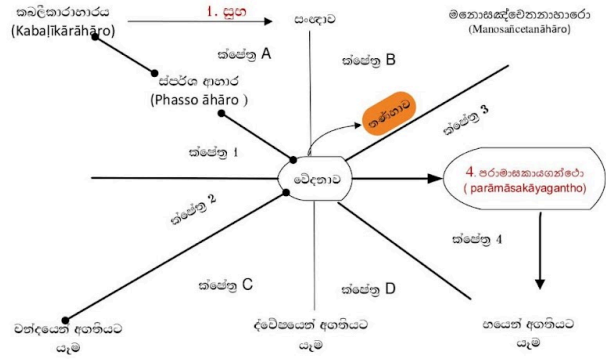 කබලීකාරාහාරය
(Kabaḷīkārāhāro)
1. සුභ
සංඥාව
මනොසඤ්චේතනාහාරො
(Manosañcetanāhāro)
ක්ෂේත්‍ර A
ක්ෂේත්‍ර B
ස්පර්ශ ආහාර
(Phasso āhāro )
තණ්හාව
ක්ෂේත්‍ර 3
ක්ෂේත්‍ර 1
වේදනාව
4. පරාමාසකායගන්ථො
( parāmāsakāyagantho)
ක්ෂේත්‍ර 2
ක්ෂේත්‍ර 4
ක්ෂේත්‍ර C
ක්ෂේත්‍ර D
චන්දයෙන් අගතියට
යෑම
ද්වේෂයෙන් අගතියට
යෑම
භයෙන් අගතියට
යෑම